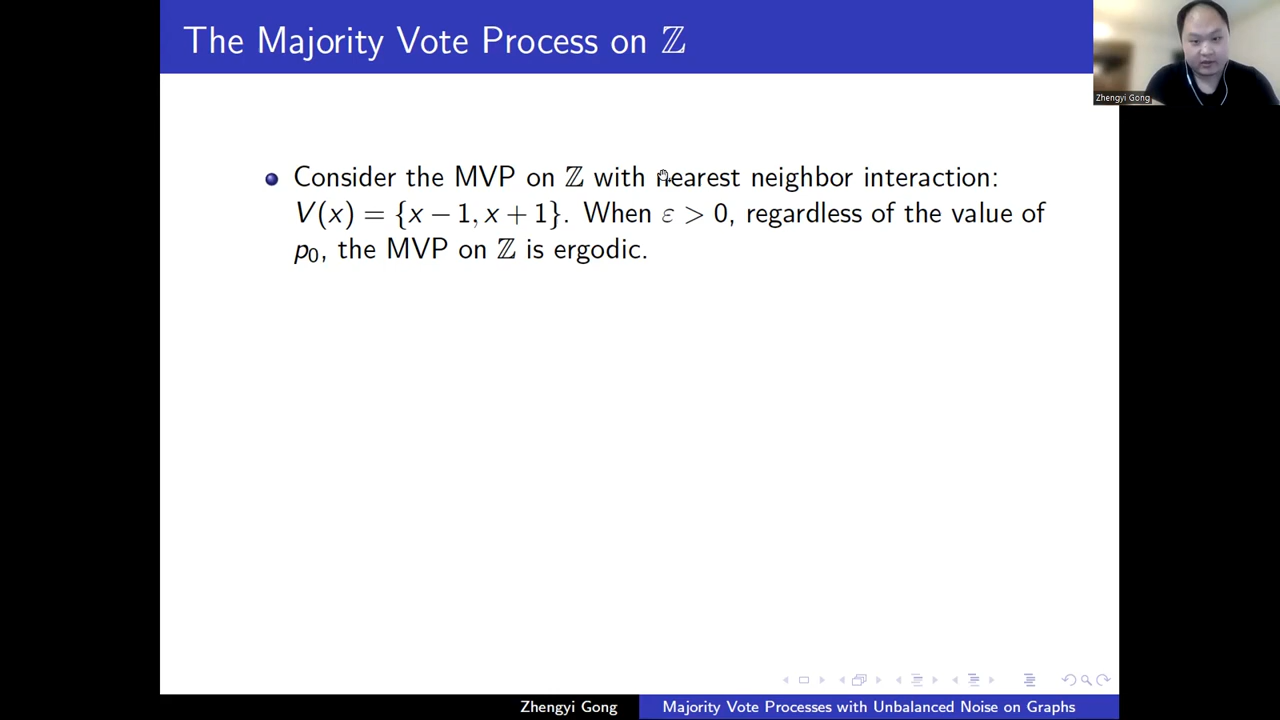 The Majority Vote Process on ℤ
Zhengyi Gong
Consider the MVP on ℤ with nearest neighbor interaction:
V(x) = {x − 1, x + 1}. When ε > 0, regardless of the value of
p₀, the MVP on ℤ is ergodic.
Zhengyi Gong
Majority Vote Processes with Unbalanced Noise on Graphs